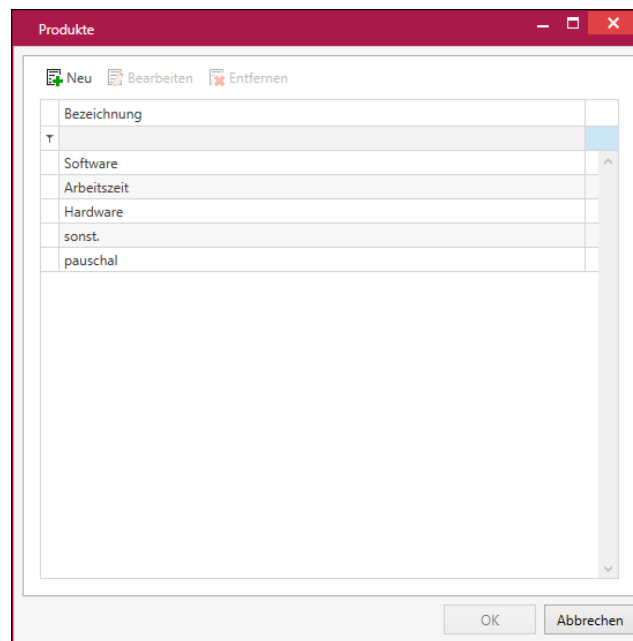 Produkte
Neu Bearbeiten Entfernen
Bezeichnung
Software
Arbeitszeit
Hardware
sonst.
pauschal
OK Abbrechen